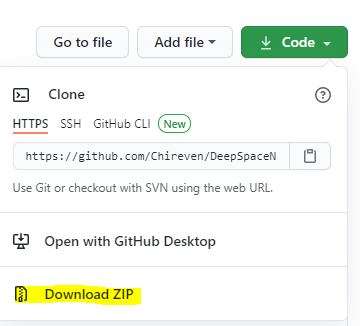 Go to file Add file Code
Clone
HTTPS SSH GitHub CLI New
https://github.com/Chireven/DeepSpaceN
Use Git or checkout with SVN using the web URL.
Open with GitHub Desktop
Download ZIP